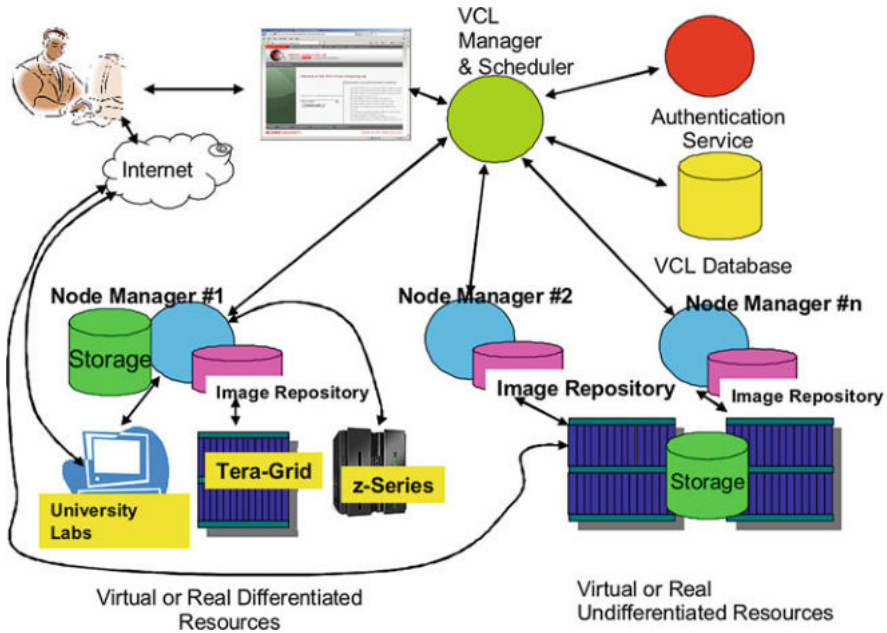 VCL
Manager
& Scheduler
Authentication
Service
Internet
VCL Database
Node Manager #1
Node Manager #2
Node Manager #n
Storage
Image Repository
Image Repository
Image Repository
Tera-Grid
z-Series
Storage
University
Labs
Virtual or Real Differentiated
Resources
Virtual or Real
Undifferentiated Resources